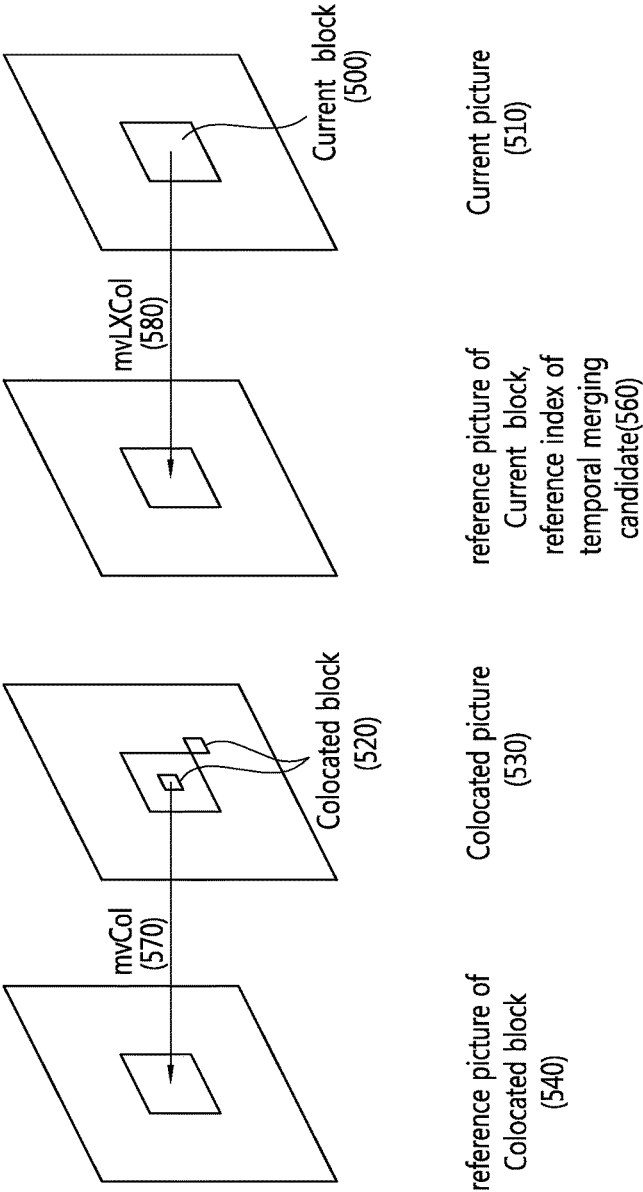 mvCol
(570)
mvLXCol
(580)
Colocated block
(520)
Current block
(500)
reference picture of
Colocated block
(540)
Colocated picture
(530)
reference picture of
Current block,
reference index of
temporal merging
candidate(560)
Current picture
(510)